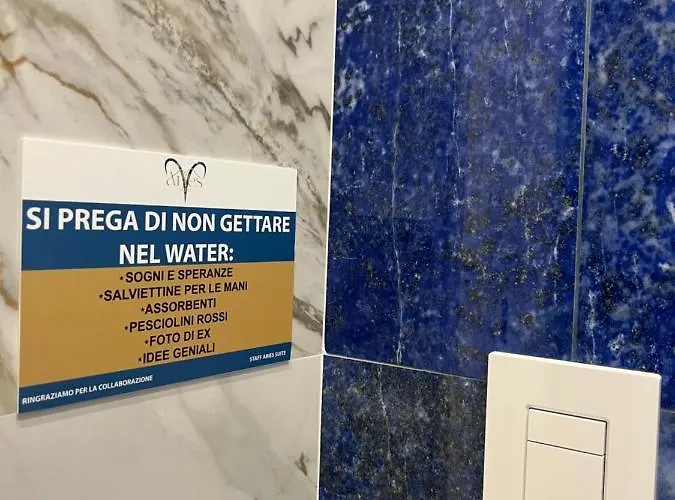 Aries
SI PREGA DI NON GETTARE
NEL WATER:
•SOGNI E SPERANZE
•SALVIETTINE PER LE MANI
•ASSORBENTI
•PESCIOLINI ROSSI
•FOTO DI EX
•IDEE GENIALI
STAFF ARIES SUITE
RINGRAZIAMO PER LA COLLABORAZIONE